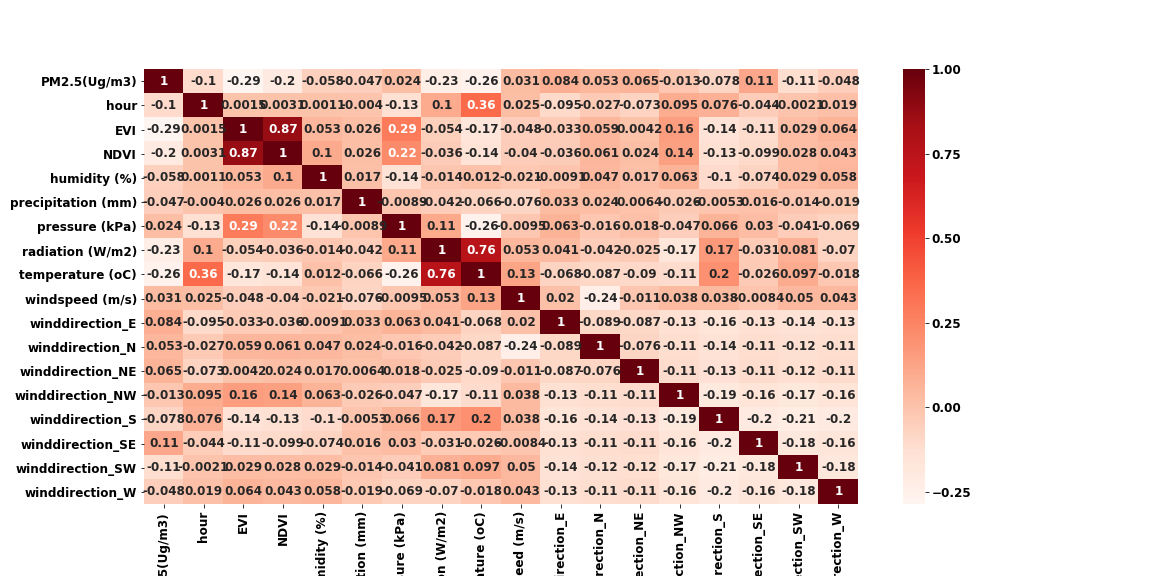 PM2.5(Ug/m3) 1 -0.1 -0.29 -0.2 -0.058 -0.047 0.024 -0.23 -0.26 0.031 0.084 0.053 0.065 -0.013 -0.078 0.11 -0.11 -0.048
hour -0.1 1 0.0015 0.0031 0.0011 -0.004 -0.13 0.1 0.36 0.025 -0.095 -0.027 -0.073 0.095 0.076 -0.044 -0.0021 0.019
EVI -0.29 0.0015 1 0.87 0.053 0.026 0.29 -0.054 -0.17 -0.048 -0.033 0.059 0.0042 0.16 -0.14 -0.11 0.029 0.064
NDVI -0.2 0.0031 0.87 1 0.1 0.026 0.22 -0.036 -0.14 -0.04 -0.036 0.061 0.024 0.14 -0.13 -0.099 0.028 0.043
humidity (%) -0.058 0.0011 0.053 0.1 1 0.017 -0.14 -0.014 0.012 -0.021 0.0091 0.047 0.017 0.063 -0.1 -0.074 0.029 0.058
precipitation (mm) -0.047 -0.004 0.026 0.026 0.017 1 0.0089 0.042 -0.066 -0.076 0.033 0.024 0.0064 -0.026 0.0053 0.016 -0.014 -0.019
pressure (kPa) 0.024 -0.13 0.29 0.22 -0.14 0.0089 1 0.11 -0.26 -0.0095 0.063 -0.016 0.018 -0.047 0.066 0.03 -0.041 -0.069
radiation (W/m2) -0.23 0.1 -0.054 -0.036 -0.014 -0.042 0.11 1 0.76 0.053 0.041 -0.042 -0.025 -0.17 0.17 -0.031 0.081 -0.07
temperature (oC) -0.26 0.36 -0.17 -0.14 0.012 -0.066 -0.26 0.76 1 0.13 -0.068 -0.087 -0.09 -0.11 0.2 -0.026 0.097 -0.018
windspeed (m/s) 0.031 0.025 -0.048 -0.04 -0.021 -0.076 -0.0095 0.053 0.13 1 0.02 -0.24 -0.011 0.038 0.038 -0.0084 0.05 0.043
winddirection_E 0.084 -0.095 -0.033 -0.036 0.0091 0.033 0.063 0.041 -0.068 0.02 1 -0.089 -0.087 -0.13 -0.16 -0.13 -0.14 -0.13
winddirection_N 0.053 -0.027 0.059 0.061 0.047 0.024 -0.016 -0.042 -0.087 -0.24 -0.089 1 -0.076 -0.11 -0.14 -0.11 -0.12 -0.11
winddirection_NE 0.065 -0.073 0.0042 0.024 0.017 0.0064 0.018 -0.025 -0.09 -0.011 -0.087 -0.076 1 -0.11 -0.13 -0.11 -0.12 -0.11
winddirection_NW -0.013 0.095 0.16 0.14 0.063 -0.026 -0.047 -0.17 -0.11 0.038 -0.13 -0.11 -0.11 1 -0.19 -0.16 -0.17 -0.16
winddirection_S -0.078 0.076 -0.14 -0.13 -0.1 -0.0053 0.066 0.17 0.2 0.038 -0.16 -0.14 -0.13 -0.19 1 -0.2 -0.21 -0.2
winddirection_SE 0.11 -0.044 -0.11 -0.099 -0.074 0.016 0.03 -0.031 -0.026 -0.0084 -0.13 -0.11 -0.11 -0.16 -0.2 1 -0.18 -0.16
winddirection_SW -0.11 -0.0021 0.029 0.028 0.029 -0.014 -0.041 0.081 0.097 0.05 -0.14 -0.12 -0.12 -0.17 -0.21 -0.18 1 -0.18
winddirection_W -0.048 0.019 0.064 0.043 0.058 -0.019 -0.069 -0.07 -0.018 0.043 -0.13 -0.11 -0.11 -0.16 -0.2 -0.16 -0.18 1
5(Ug/m3)
hour
EVI
NDVI
midity (%)
tion (mm)
ure (kPa)
on (W/m2)
ature (oC)
eed (m/s)
direction_E
irection_N
ection_NE
ection_NW
irection_S
ection_SE
ection_SW
rection_W
1.00
0.75
0.50
0.25
0.00
−0.25